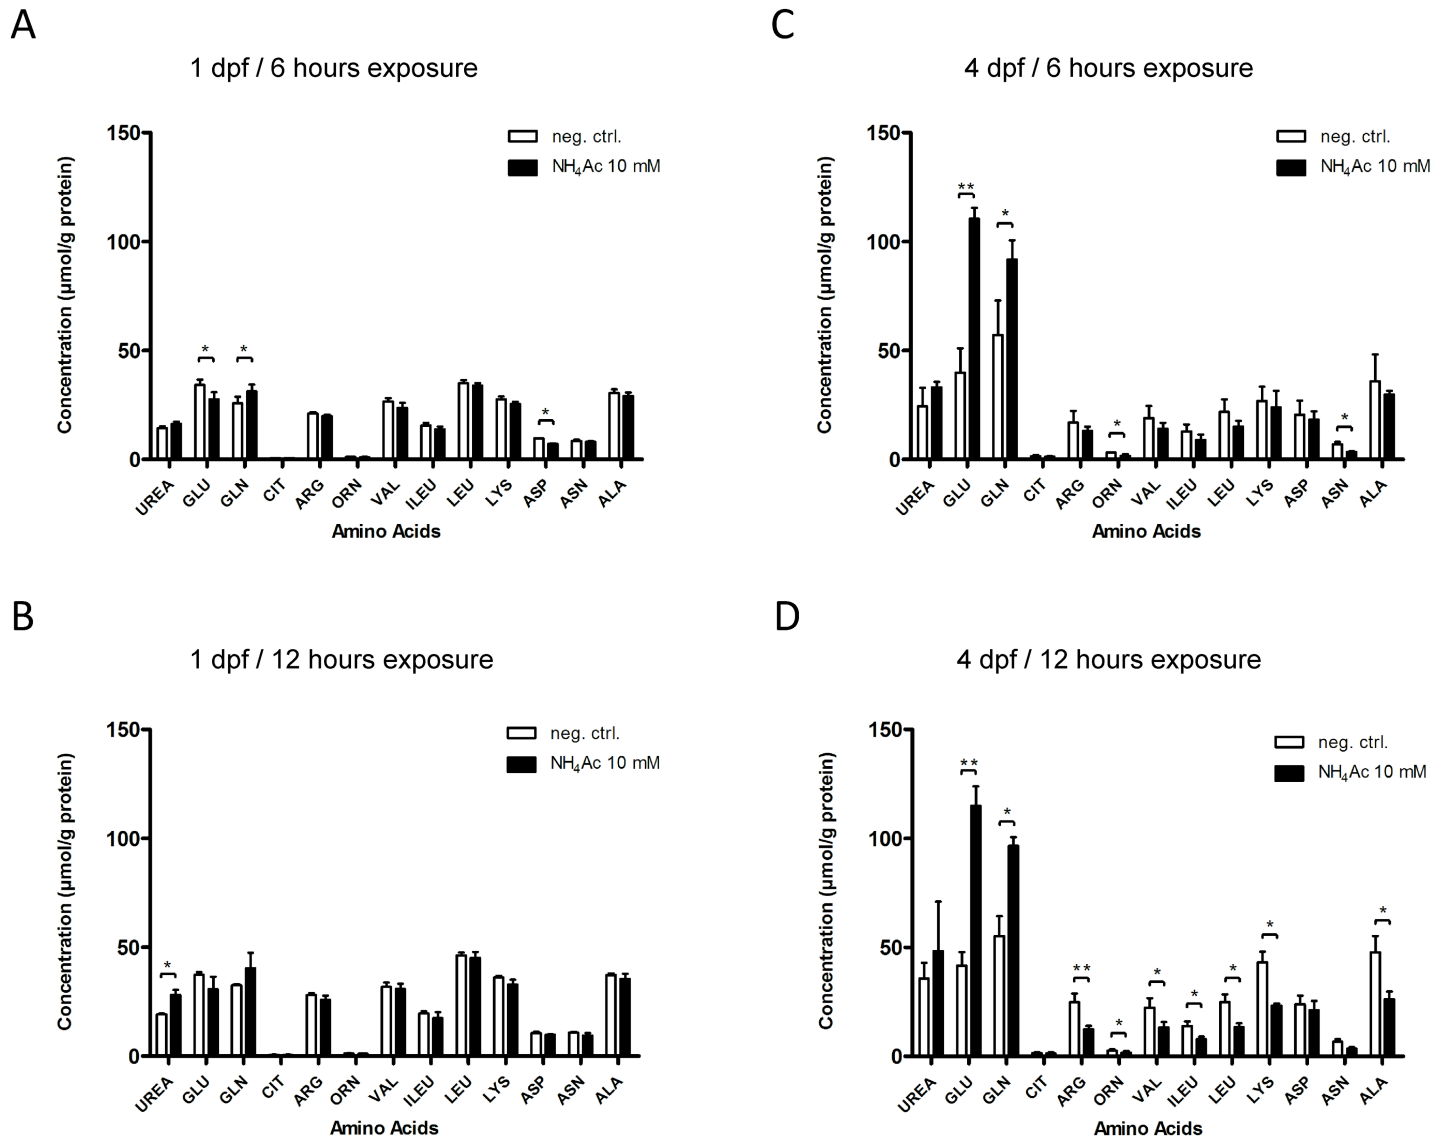 A
1 dpf / 6 hours exposure
Concentration (µmol/g protein)
150
100
50
0
neg. ctrl.
NH₄Ac 10 mM
* * *
UREA GLU GLN CIT ARG ORN VAL ILEU LEU LYS ASP ASN ALA
Amino Acids
C
4 dpf / 6 hours exposure
Concentration (µmol/g protein)
150
100
50
0
neg. ctrl.
NH₄Ac 10 mM
** * * *
UREA GLU GLN CIT ARG ORN VAL ILEU LEU LYS ASP ASN ALA
Amino Acids
B
1 dpf / 12 hours exposure
Concentration (µmol/g protein)
150
100
50
0
neg. ctrl.
NH₄Ac 10 mM
*
UREA GLU GLN CIT ARG ORN VAL ILEU LEU LYS ASP ASN ALA
Amino Acids
D
4 dpf / 12 hours exposure
Concentration (µmol/g protein)
150
100
50
0
neg. ctrl.
NH₄Ac 10 mM
** * ** * * * * * *
UREA GLU GLN CIT ARG ORN VAL ILEU LEU LYS ASP ASN ALA
Amino Acids